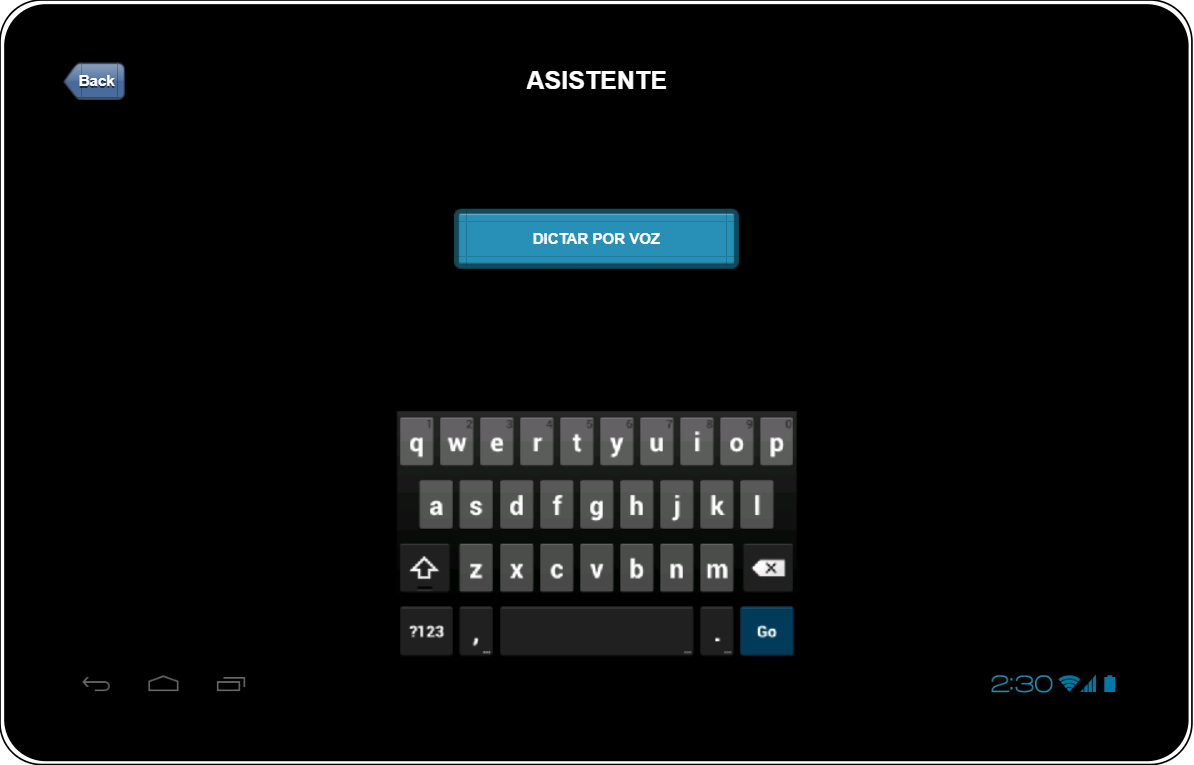 Back
ASISTENTE
DICTAR POR VOZ
1 2 3 4 5 6 7 8 9 0
q w e r t y u i o p
a s d f g h j k l
z x c v b n m
?123 , . Go
2:30